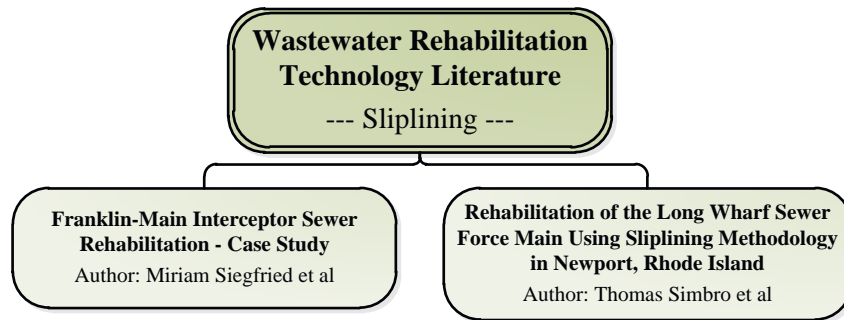 Wastewater Rehabilitation
Technology Literature
--- Sliplining ---
Franklin-Main Interceptor Sewer
Rehabilitation - Case Study
Author: Miriam Siegfried et al
Rehabilitation of the Long Wharf Sewer
Force Main Using Sliplining Methodology
in Newport, Rhode Island
Author: Thomas Simbro et al